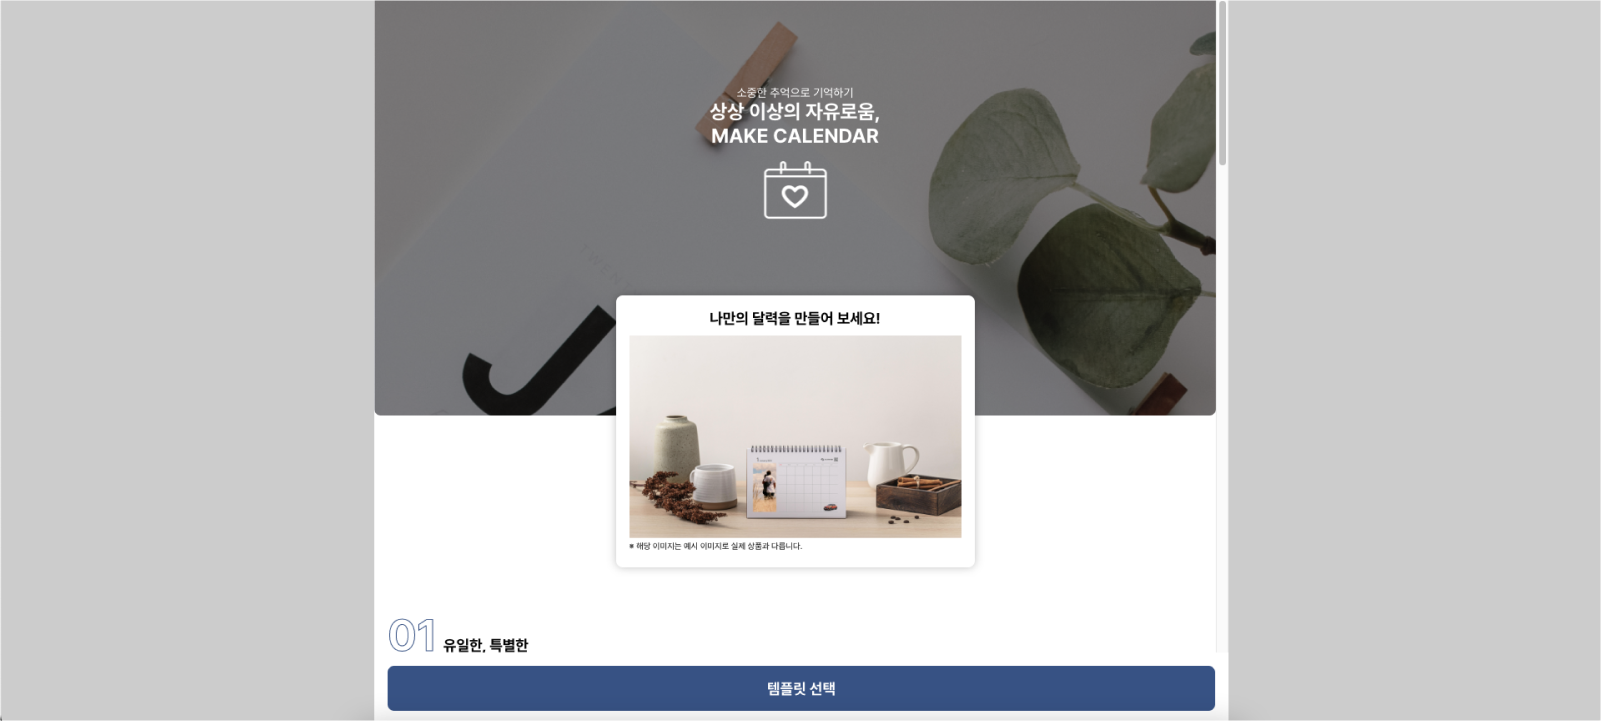 소중한 추억으로 기억하기
상상 이상의 자유로움,
MAKE CALENDAR
나만의 달력을 만들어 보세요!
※ 해당 이미지는 예시 이미지로 실제 상품과 다릅니다.
01 유일한, 특별한
템플릿 선택